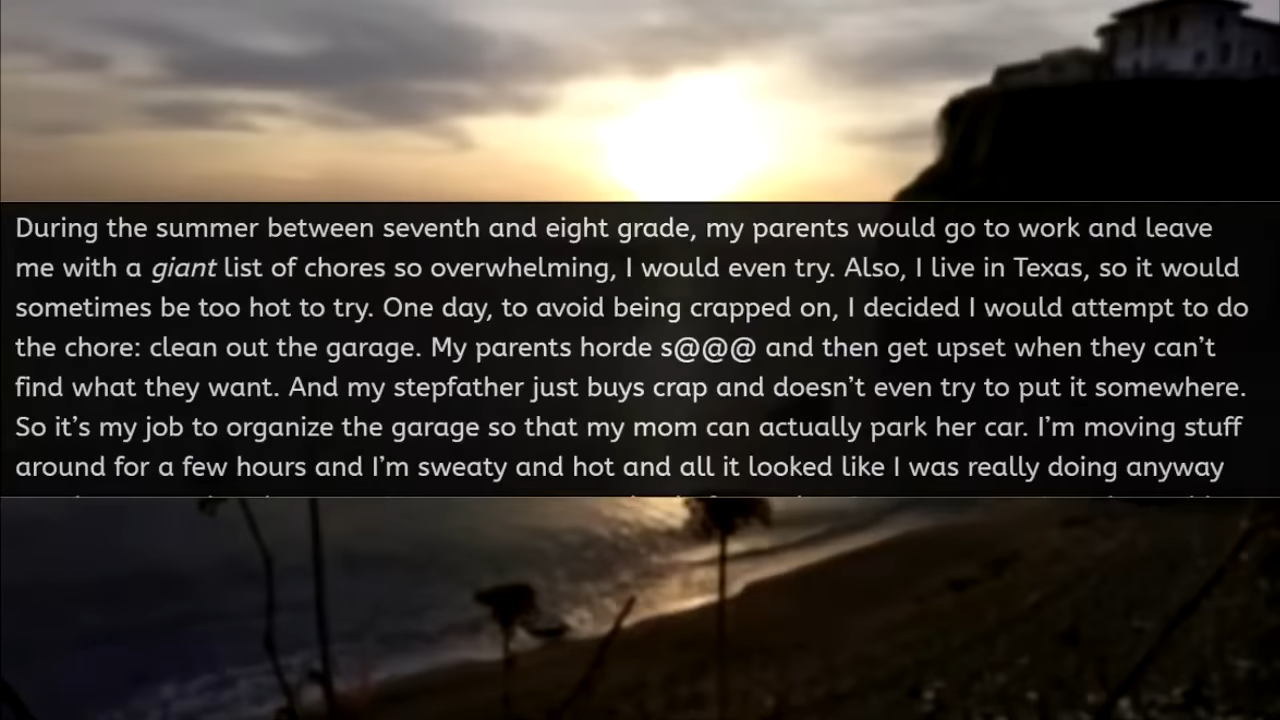 During the summer between seventh and eight grade, my parents would go to work and leave
me with a giant list of chores so overwhelming, I would even try. Also, I live in Texas, so it would
sometimes be too hot to try. One day, to avoid being crapped on, I decided I would attempt to do
the chore: clean out the garage. My parents horde s@@@ and then get upset when they can’t
find what they want. And my stepfather just buys crap and doesn’t even try to put it somewhere.
So it’s my job to organize the garage so that my mom can actually park her car. I’m moving stuff
around for a few hours and I’m sweaty and hot and all it looked like I was really doing anyway